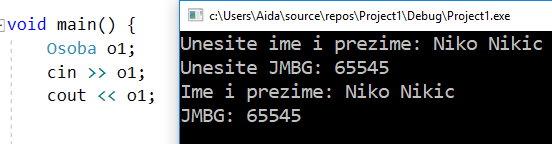 void main() {
Osoba o1;
cin >> o1;
cout << o1;
c:\Users\Aida\source\repos\Project1\Debug\Project1.exe
Unesite ime i prezime: Niko Nikic
Unesite JMBG: 65545
Ime i prezime: Niko Nikic
JMBG: 65545